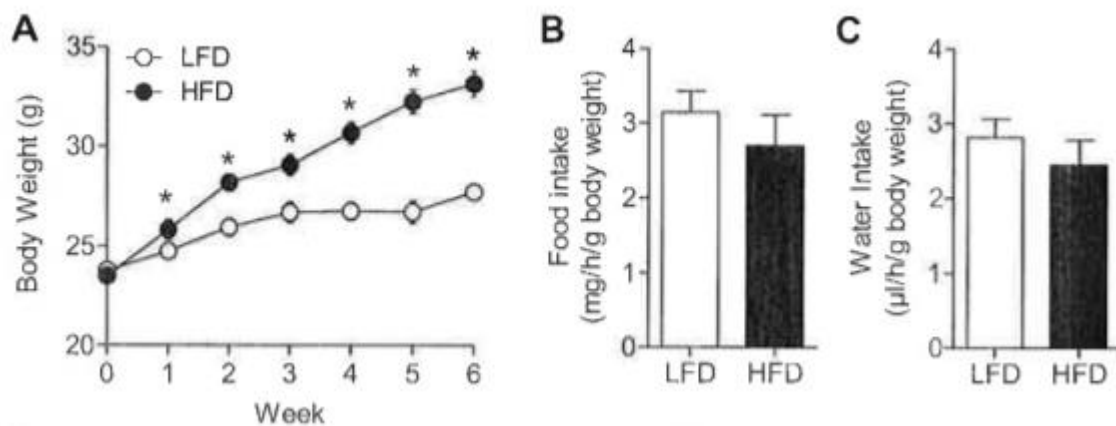 A
35
30
25
20
Body Weight (g)
LFD
HFD
*
*
*
*
*
*
0 1 2 3 4 5 6
Week
B
4
3
2
1
0
Food intake
(mg/h/g body weight)
LFD HFD
C
4
3
2
1
0
Water Intake
(µl/h/g body weight)
LFD HFD